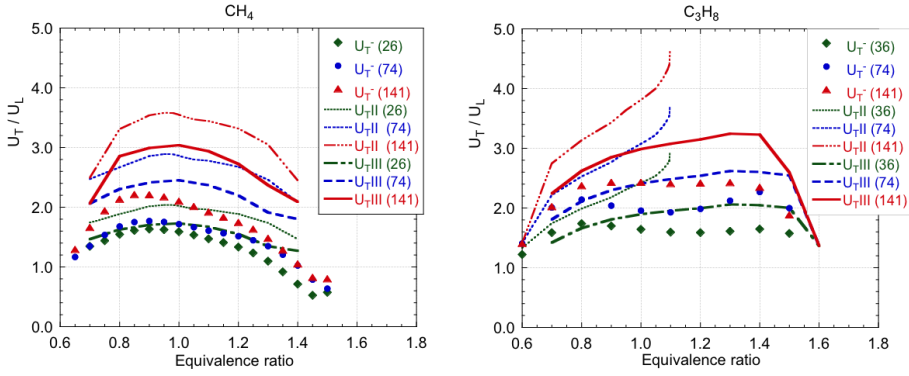 CH4
5.0
4.0
3.0
2.0
1.0
0.0
UT / UL
0.6
0.8
1.0
1.2
1.4
1.6
1.8
Equivalence ratio
UT- (26)
UT- (74)
UT- (141)
UTII (26)
UTII (74)
UTII (141)
UTIII (26)
UTIII (74)
UTIII (141)
C3H8
5.0
4.0
3.0
2.0
1.0
0.0
UT / UL
0.6
0.8
1.0
1.2
1.4
1.6
1.8
Equivalence ratio
UT- (36)
UT- (74)
UT- (141)
UTII (36)
UTII (74)
UTII (141)
UTIII (36)
UTIII (74)
UTIII (141)